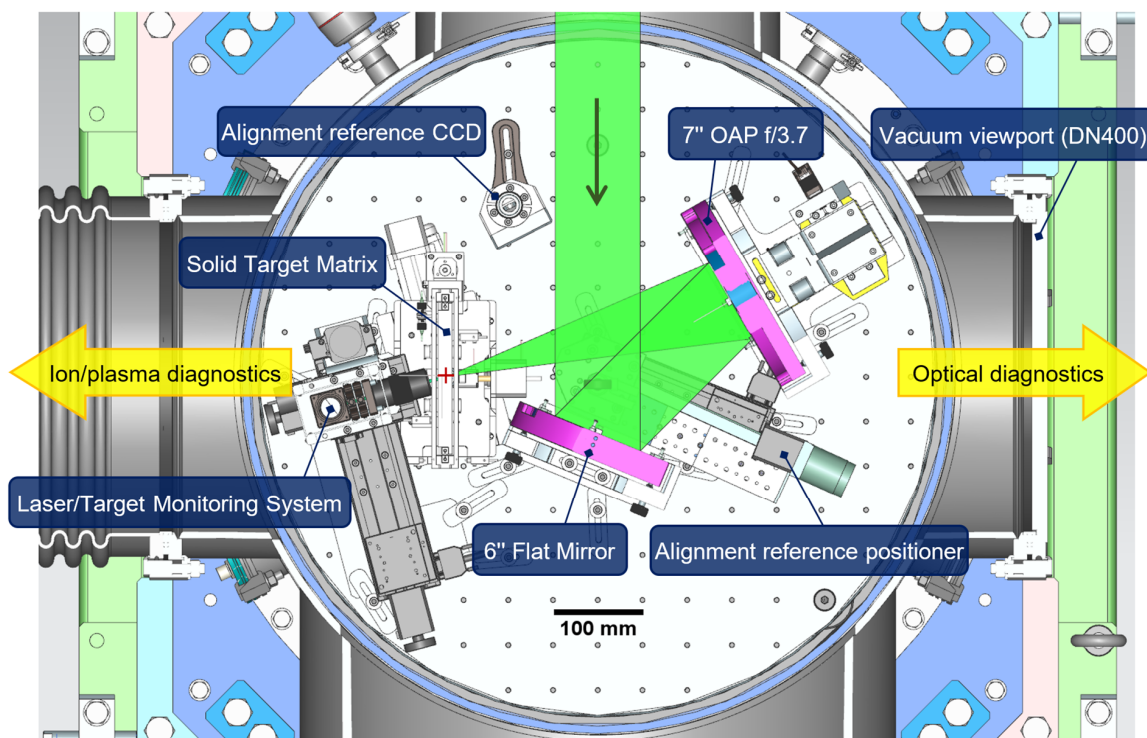 Alignment reference CCD
7" OAP f/3.7
Vacuum viewport (DN400)
Solid Target Matrix
Ion/plasma diagnostics
Optical diagnostics
Laser/Target Monitoring System
6" Flat Mirror
Alignment reference positioner
100 mm